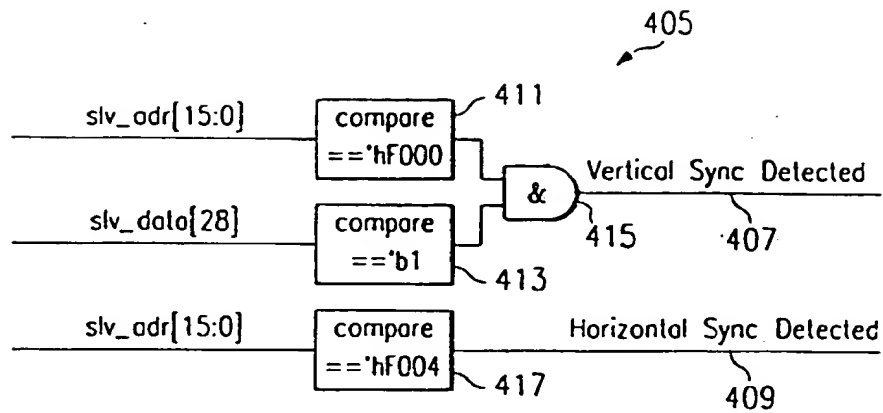 405
slv_adr[15:0]
compare
=='hF000
411
slv_data[28]
compare
=='b1
413
&
415
Vertical Sync Detected
407
slv_adr[15:0]
compare
=='hF004
417
Horizontal Sync Detected
409